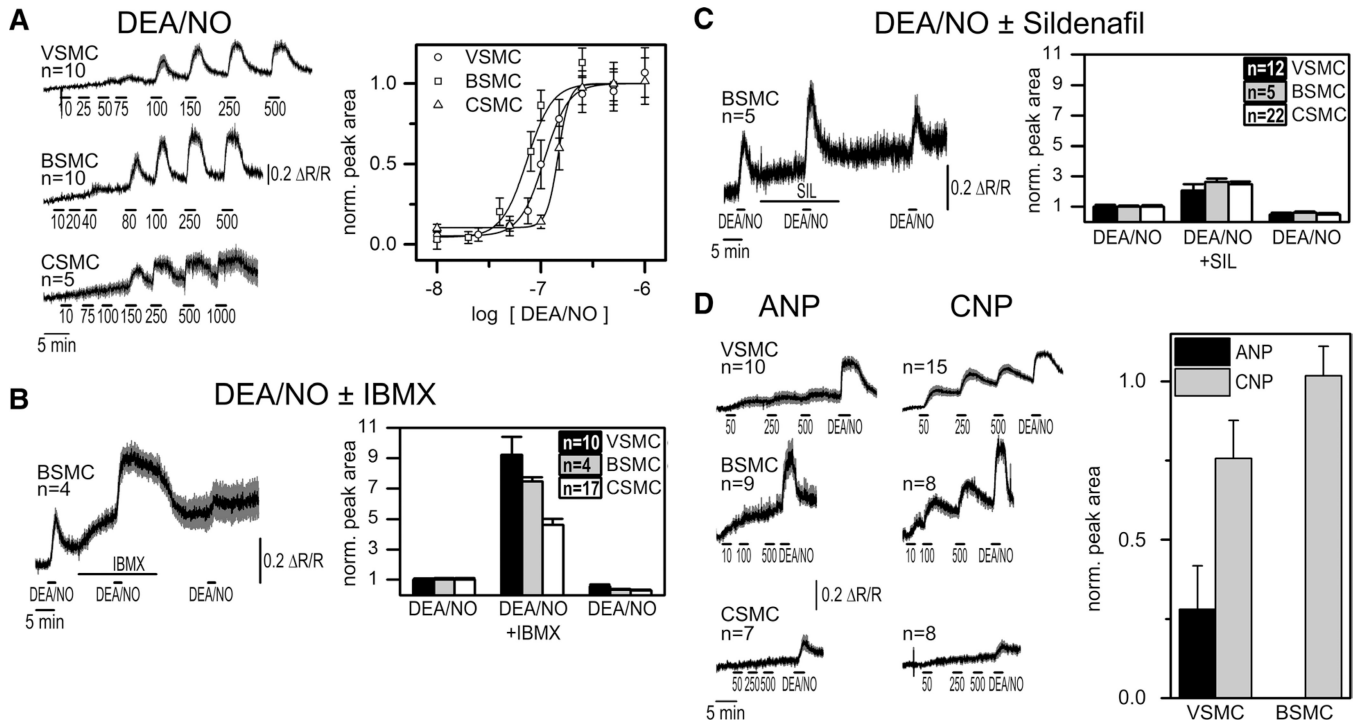 A
DEA/NO
VSMC
n=10
10 25 50 75 100 150 250 500
BSMC
n=10
0.2 ΔR/R
10 20 40 80 100 250 500
CSMC
n=5
10 75 100 150 250 500 1000
5 min
norm. peak area
1.0
0.5
0.0
VSMC
BSMC
CSMC
-8 -7 -6
log [ DEA/NO ]
B
DEA/NO ± IBMX
BSMC
n=4
IBMX
DEA/NO DEA/NO DEA/NO
5 min
0.2 ΔR/R
norm. peak area
11
9
7
5
3
1
n=10 VSMC
n=4 BSMC
n=17 CSMC
DEA/NO DEA/NO DEA/NO
+IBMX
C
DEA/NO ± Sildenafil
BSMC
n=5
SIL
DEA/NO DEA/NO DEA/NO
5 min
0.2 ΔR/R
norm. peak area
11
9
7
5
3
1
n=12 VSMC
n=5 BSMC
n=22 CSMC
DEA/NO DEA/NO DEA/NO
+SIL
D
ANP CNP
VSMC
n=10
50 250 500 DEA/NO
n=15
50 250 500 DEA/NO
BSMC
n=9
10 100 500 DEA/NO
n=8
10 100 500 DEA/NO
0.2 ΔR/R
CSMC
n=7
50 250 500 DEA/NO
n=8
50 250 500 DEA/NO
5 min
norm. peak area
1.0
0.5
0.0
ANP
CNP
VSMC BSMC